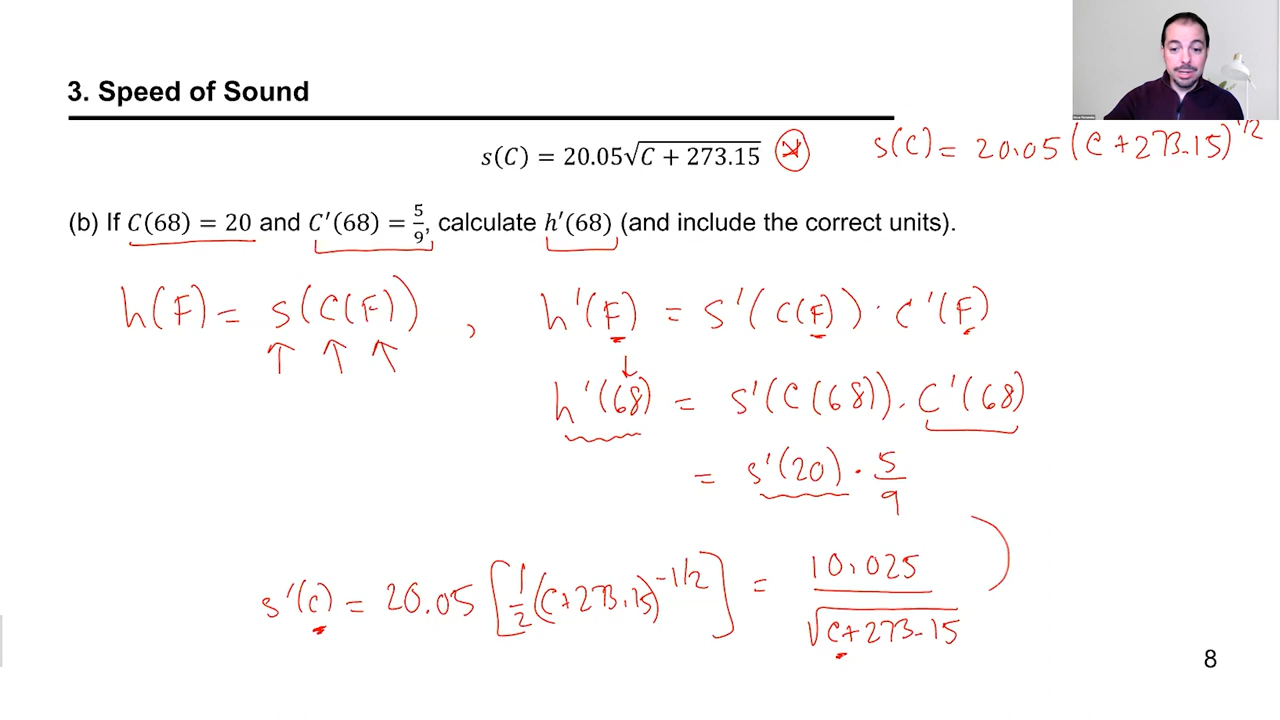 3. Speed of Sound
s(C) = 20.05√C + 273.15 s(C) = 20.05(C + 273.15)^1/2
(b) If C(68) = 20 and C′(68) = 5/9, calculate h′(68) (and include the correct units).
h(F) = s(C(F)), h'(F) = s'(C(F)) · C'(F)
h'(68) = s'(C(68)) · C'(68)
= s'(20) · 5/9
s'(C) = 20.05 [1/2 (C+273.15)^-1/2] = 10.025/√C+273.15
8